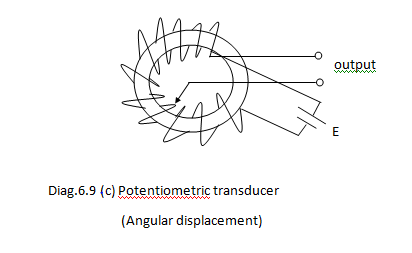 output
E
Diag.6.9 (c) Potentiometric transducer
(Angular displacement)